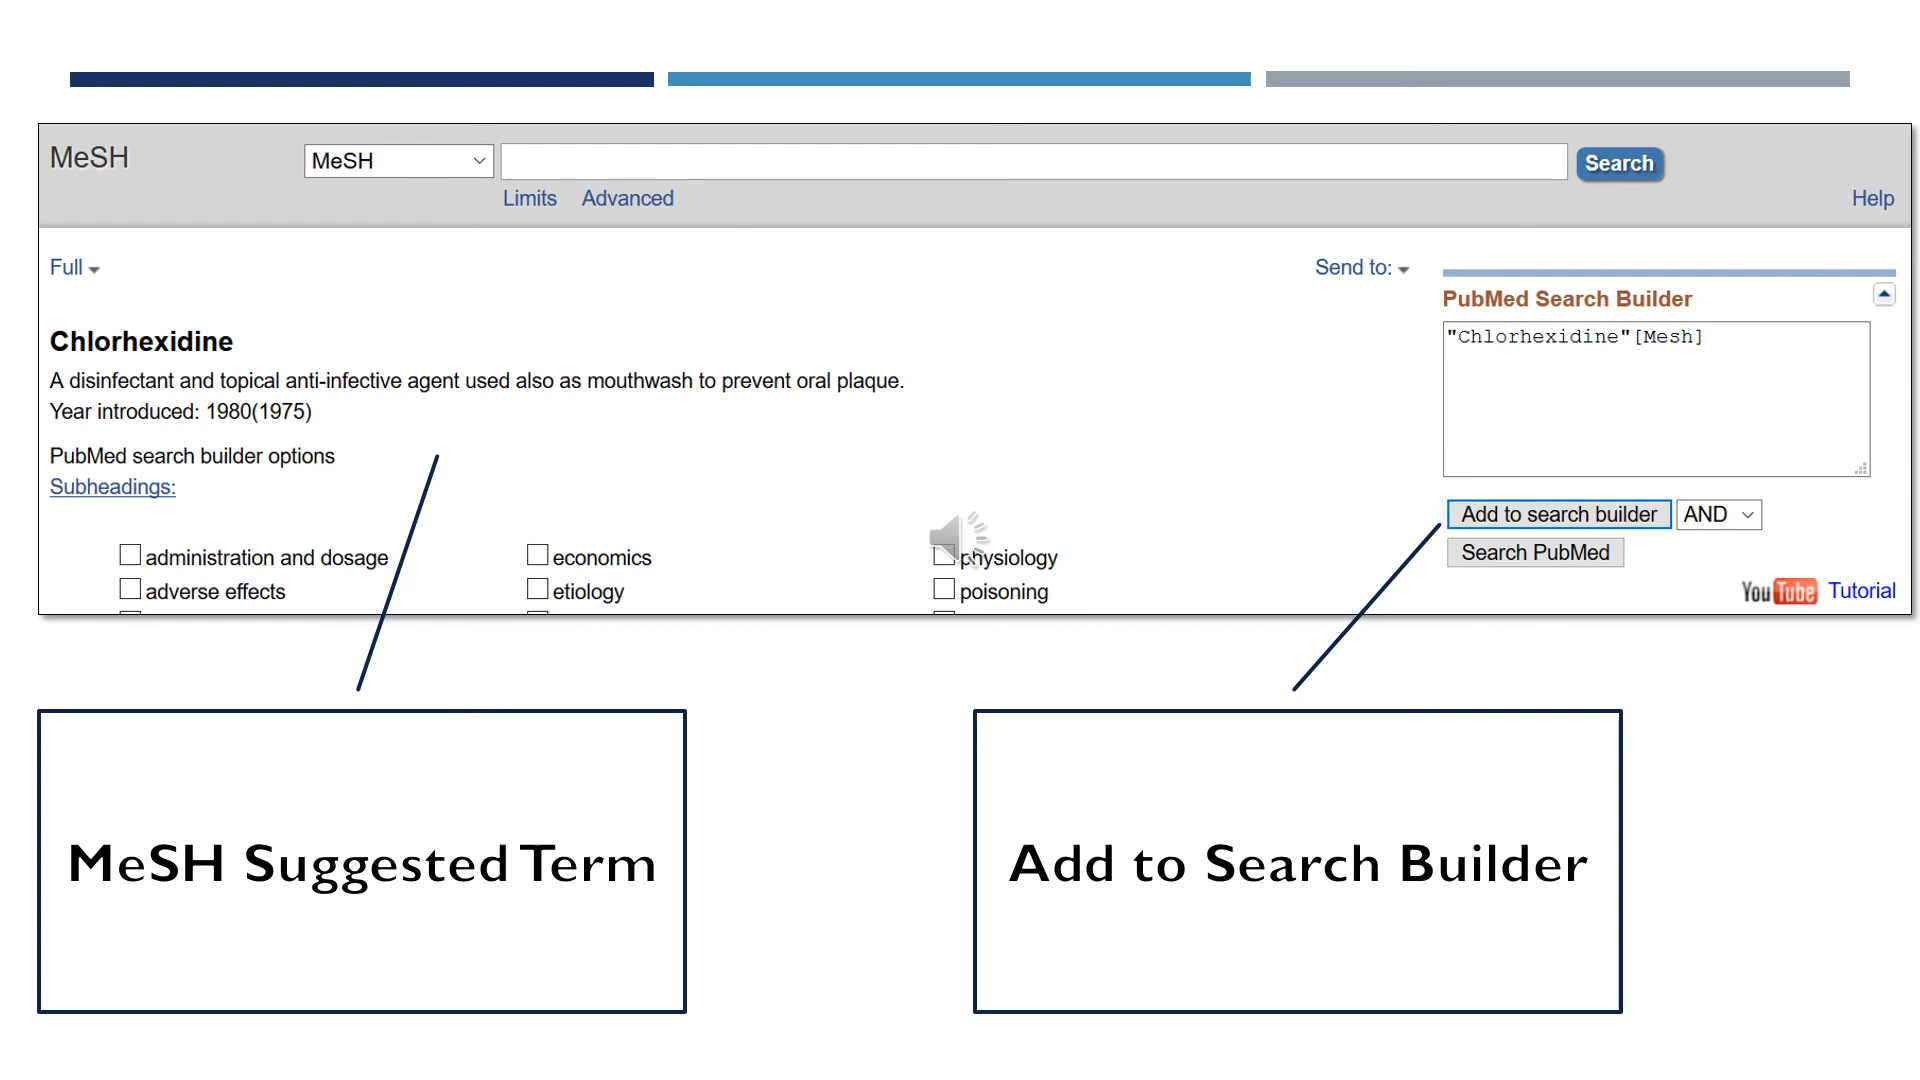 MeSH
MeSH
Search
Limits Advanced
Help
Full
Send to:
PubMed Search Builder
"Chlorhexidine"[Mesh]
Chlorhexidine
A disinfectant and topical anti-infective agent used also as mouthwash to prevent oral plaque.
Year introduced: 1980(1975)
PubMed search builder options
Subheadings:
Add to search builder AND
Search PubMed
administration and dosage economics physiology
adverse effects etiology poisoning
YouTube Tutorial
MeSH Suggested Term
Add to Search Builder